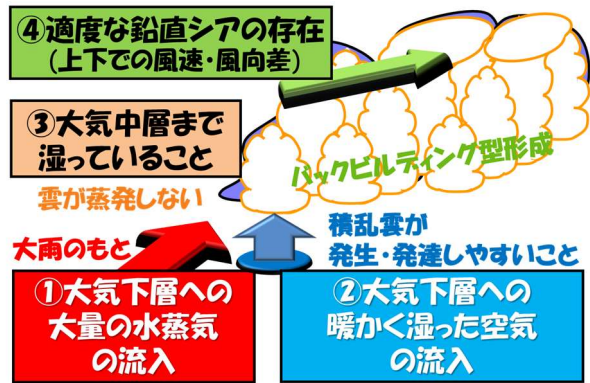 ④適度な鉛直シアの存在
(上下での風速・風向差)
③大気中層まで
湿っていること
雲が蒸発しない
バックビルディング型形成
大雨のもと
積乱雲が
発生・発達しやすいこと
①大気下層への
大量の水蒸気
の流入
②大気下層への
暖かく湿った空気
の流入